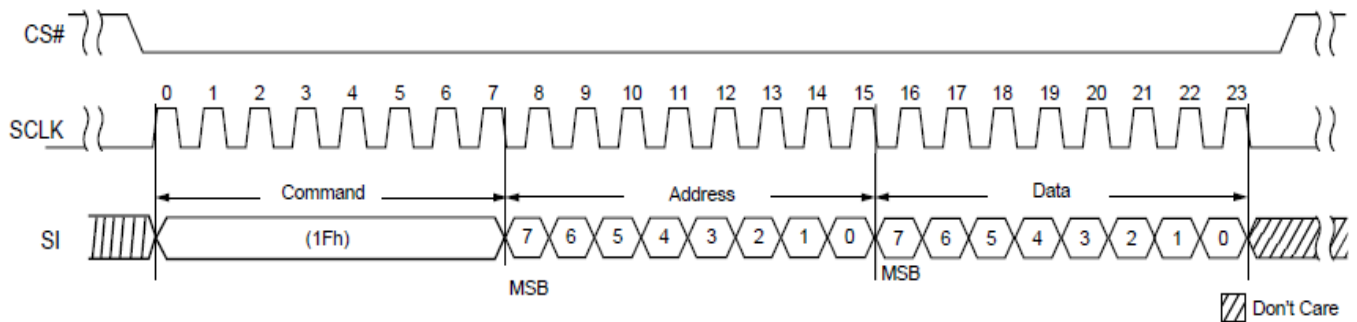 CS#
0 1 2 3 4 5 6 7 8 9 10 11 12 13 14 15 16 17 18 19 20 21 22 23
SCLK
Command Address Data
SI (1Fh) 7 6 5 4 3 2 1 0 7 6 5 4 3 2 1 0
MSB MSB
Don't Care